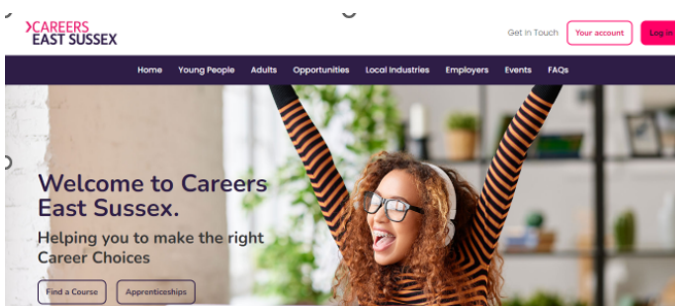 CAREERS
EAST SUSSEX
Get In Touch Your account Log in
Home Young People Adults Opportunities Local Industries Employers Events FAQs
Welcome to Careers
East Sussex.
Helping you to make the right
Career Choices
Find a Course Apprenticeships